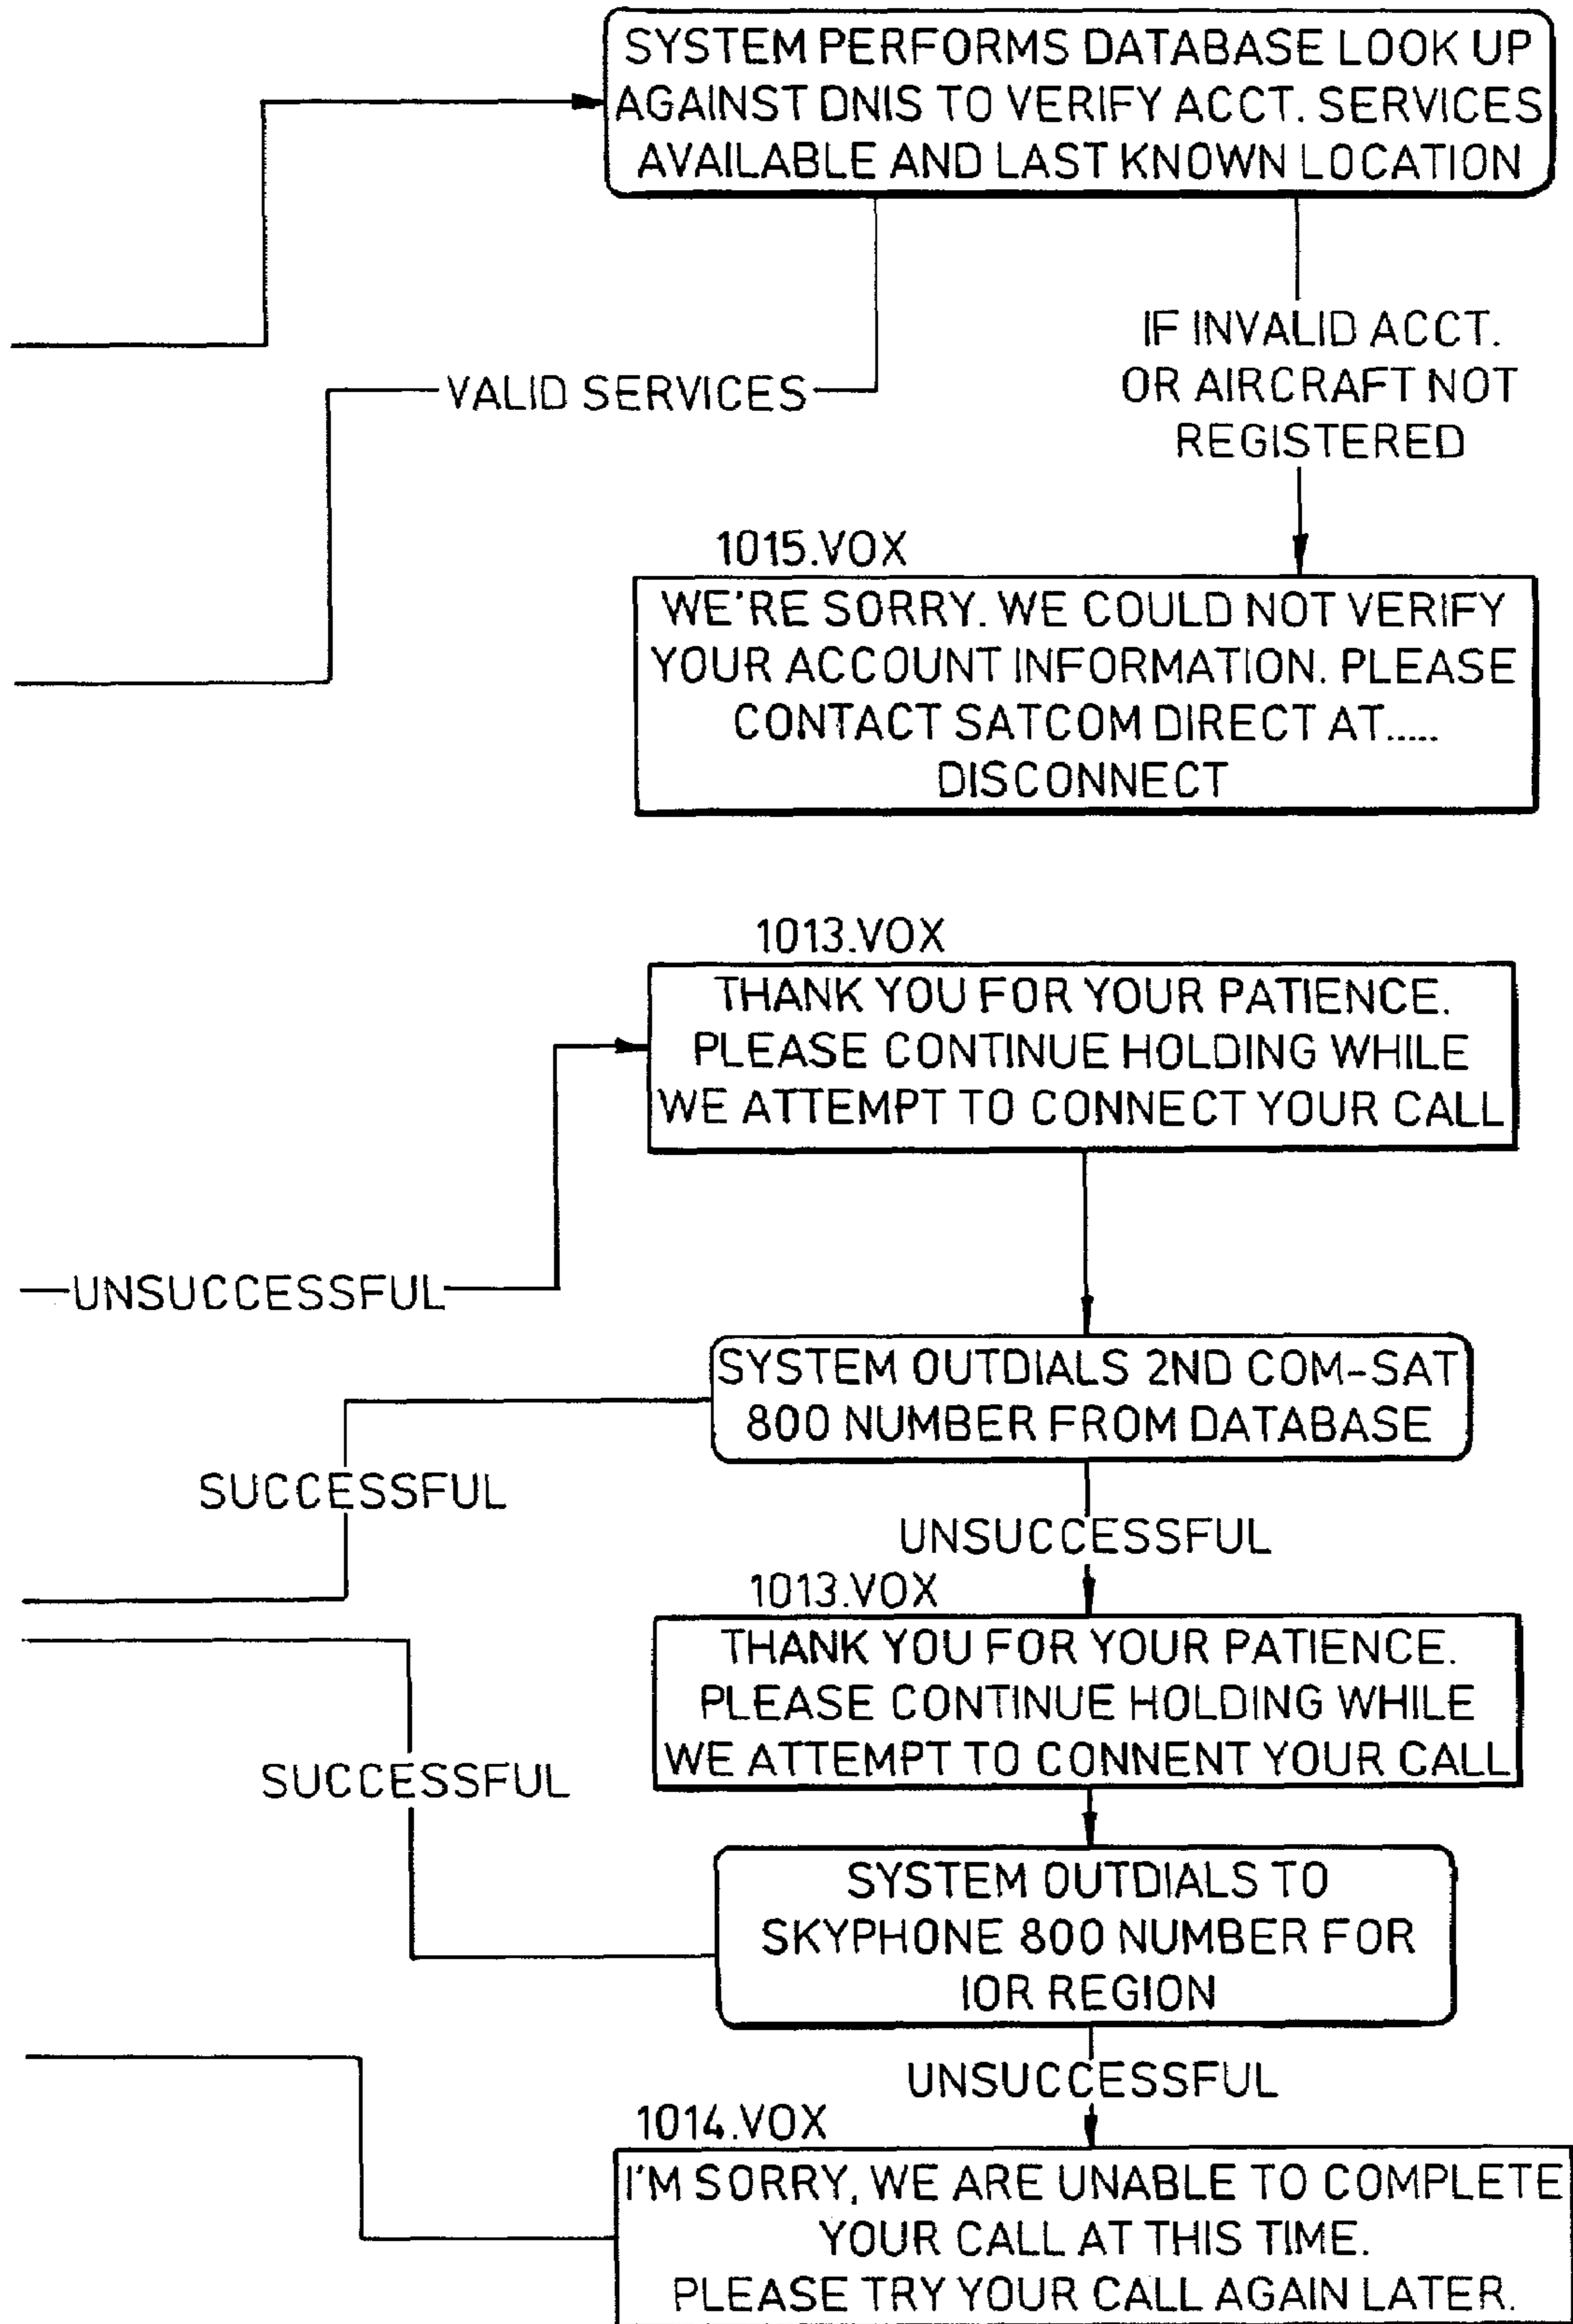 SYSTEM PERFORMS DATABASE LOOK UP
AGAINST DNIS TO VERIFY ACCT. SERVICES
AVAILABLE AND LAST KNOWN LOCATION
VALID SERVICES
IF INVALID ACCT.
OR AIRCRAFT NOT
REGISTERED
1015.VOX
WE'RE SORRY. WE COULD NOT VERIFY
YOUR ACCOUNT INFORMATION. PLEASE
CONTACT SATCOM DIRECT AT.....
DISCONNECT
1013.VOX
THANK YOU FOR YOUR PATIENCE.
PLEASE CONTINUE HOLDING WHILE
WE ATTEMPT TO CONNECT YOUR CALL
UNSUCCESSFUL
SYSTEM OUTDIALS 2ND COM-SAT
800 NUMBER FROM DATABASE
SUCCESSFUL
UNSUCCESSFUL
1013.VOX
THANK YOU FOR YOUR PATIENCE.
PLEASE CONTINUE HOLDING WHILE
WE ATTEMPT TO CONNENT YOUR CALL
SUCCESSFUL
SYSTEM OUTDIALS TO
SKYPHONE 800 NUMBER FOR
IOR REGION
UNSUCCESSFUL
1014.VOX
I'M SORRY, WE ARE UNABLE TO COMPLETE
YOUR CALL AT THIS TIME.
PLEASE TRY YOUR CALL AGAIN LATER.